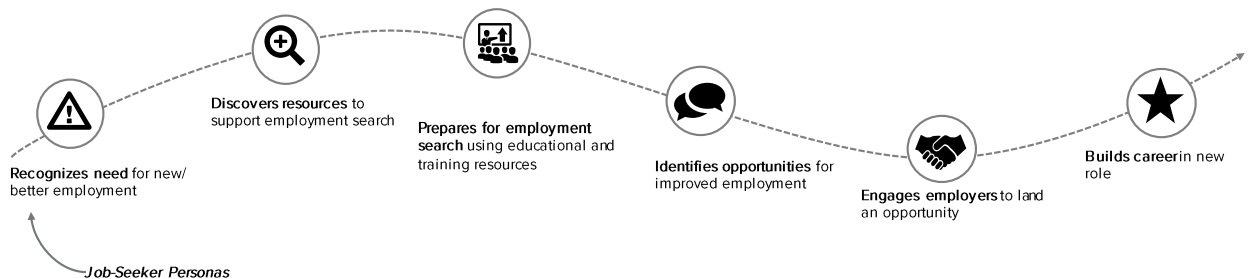 Recognizes need for new/
better employment
Discovers resources to
support employment search
Prepares for employment
search using educational and
training resources
Identifies opportunities for
improved employment
Engages employers to land
an opportunity
Builds career in new
role
Job-Seeker Personas